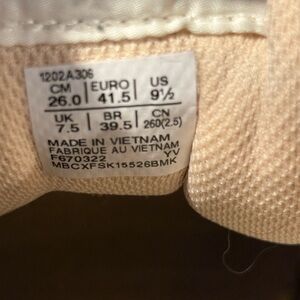 1202A306
CM EURO US
26.0 41.5 9½
UK BR CN
7.5 39.5 260(2.5)
MADE IN VIETNAM
FABRIQUE AU VIETNAM
F670322 YV
MBCXFSK15526BMK